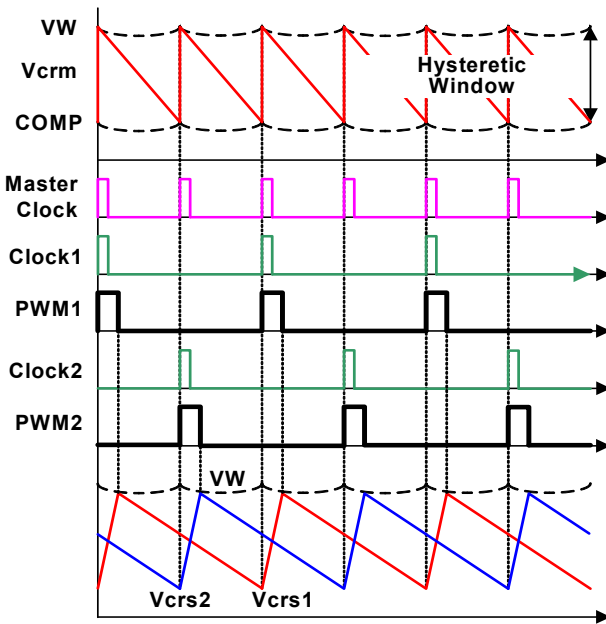 VW
Vcrm
Hysteretic
Window
COMP
Master
Clock
Clock1
PWM1
Clock2
PWM2
VW
Vcrs2
Vcrs1